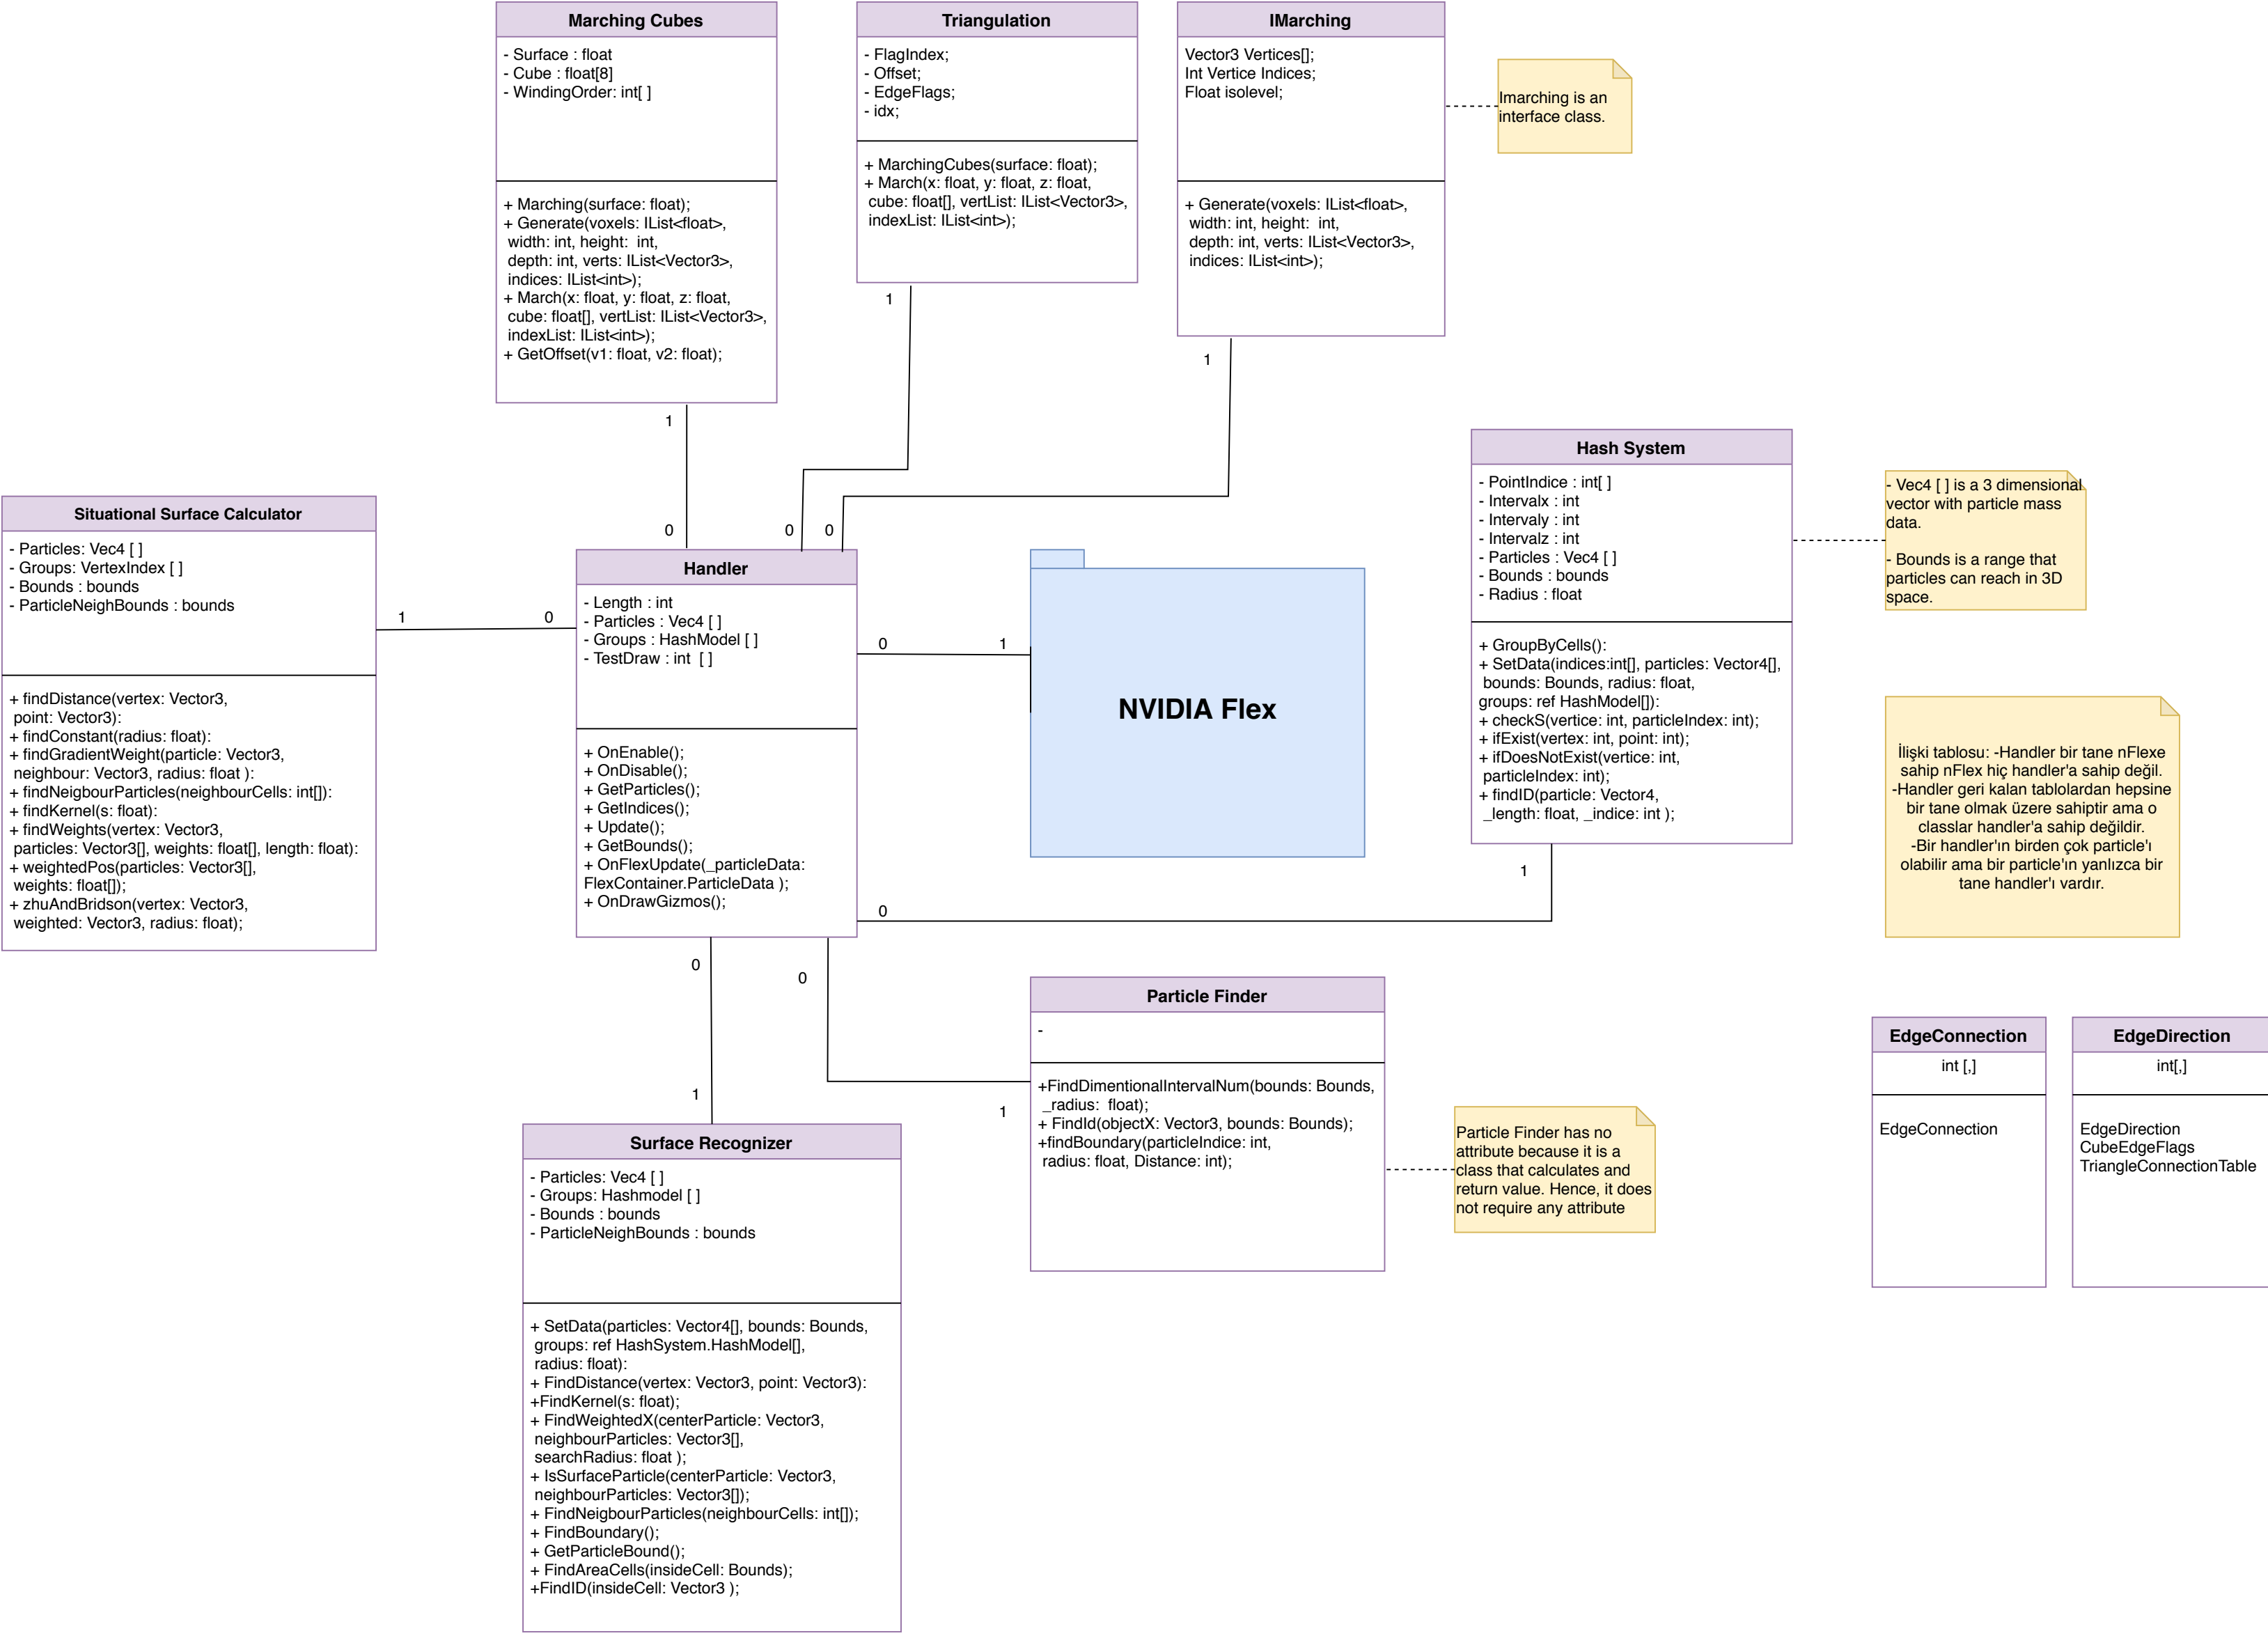 Marching Cubes
- Surface : float
- Cube : float[8]
- WindingOrder: int[ ]
+ Marching(surface: float);
+ Generate(voxels: IList<float>,
width: int, height:  int,
depth: int, verts: IList<Vector3>,
indices: IList<int>);
+ March(x: float, y: float, z: float,
cube: float[], vertList: IList<Vector3>,
indexList: IList<int>);
+ GetOffset(v1: float, v2: float);
Triangulation
- FlagIndex;
- Offset;
- EdgeFlags;
- idx;
+ MarchingCubes(surface: float);
+ March(x: float, y: float, z: float,
cube: float[], vertList: IList<Vector3>,
indexList: IList<int>);
IMarching
Vector3 Vertices[];
Int Vertice Indices;
Float isolevel;
+ Generate(voxels: IList<float>,
width: int, height:  int,
depth: int, verts: IList<Vector3>,
indices: IList<int>);
Imarching is an
interface class.
1
1
1
0
0
0
Situational Surface Calculator
- Particles: Vec4 [ ]
- Groups: VertexIndex [ ]
- Bounds : bounds
- ParticleNeighBounds : bounds
+ findDistance(vertex: Vector3,
point: Vector3):
+ findConstant(radius: float):
+ findGradientWeight(particle: Vector3,
neighbour: Vector3, radius: float ):
+ findNeigbourParticles(neighbourCells: int[]):
+ findKernel(s: float):
+ findWeights(vertex: Vector3,
particles: Vector3[], weights: float[], length: float):
+ weightedPos(particles: Vector3[],
weights: float[]);
+ zhuAndBridson(vertex: Vector3,
weighted: Vector3, radius: float);
1
0
Handler
- Length : int
- Particles : Vec4 [ ]
- Groups : HashModel [ ]
- TestDraw : int  [ ]
+ OnEnable();
+ OnDisable();
+ GetParticles();
+ GetIndices();
+ Update();
+ GetBounds();
+ OnFlexUpdate(_particleData:
FlexContainer.ParticleData );
+ OnDrawGizmos();
0
1
NVIDIA Flex
Hash System
- PointIndice : int[ ]
- Intervalx : int
- Intervaly : int
- Intervalz : int
- Particles : Vec4 [ ]
- Bounds : bounds
- Radius : float
+ GroupByCells():
+ SetData(indices:int[], particles: Vector4[],
bounds: Bounds, radius: float,
groups: ref HashModel[]):
+ checkS(vertice: int, particleIndex: int);
+ ifExist(vertex: int, point: int);
+ ifDoesNotExist(vertice: int,
particleIndex: int);
+ findID(particle: Vector4,
_length: float, _indice: int );
- Vec4 [ ] is a 3 dimensional
vector with particle mass
data.
- Bounds is a range that
particles can reach in 3D
space.
İlişki tablosu: -Handler bir tane nFlexe
sahip nFlex hiç handler'a sahip değil.
-Handler geri kalan tablolardan hepsine
bir tane olmak üzere sahiptir ama o
classlar handler'a sahip değildir.
-Bir handler'ın birden çok particle'ı
olabilir ama bir particle'ın yanlızca bir
tane handler'ı vardır.
1
0
0
0
1
1
Particle Finder
-
+FindDimentionalIntervalNum(bounds: Bounds,
_radius:  float);
+ FindId(objectX: Vector3, bounds: Bounds);
+findBoundary(particleIndice: int,
radius: float, Distance: int);
Particle Finder has no
attribute because it is a
class that calculates and
return value. Hence, it does
not require any attribute
EdgeConnection
int [,]
EdgeConnection
EdgeDirection
int[,]
EdgeDirection
CubeEdgeFlags
TriangleConnectionTable
Surface Recognizer
- Particles: Vec4 [ ]
- Groups: Hashmodel [ ]
- Bounds : bounds
- ParticleNeighBounds : bounds
+ SetData(particles: Vector4[], bounds: Bounds,
groups: ref HashSystem.HashModel[],
radius: float):
+ FindDistance(vertex: Vector3, point: Vector3):
+FindKernel(s: float);
+ FindWeightedX(centerParticle: Vector3,
neighbourParticles: Vector3[],
searchRadius: float );
+ IsSurfaceParticle(centerParticle: Vector3,
neighbourParticles: Vector3[]);
+ FindNeigbourParticles(neighbourCells: int[]);
+ FindBoundary();
+ GetParticleBound();
+ FindAreaCells(insideCell: Bounds);
+FindID(insideCell: Vector3 );